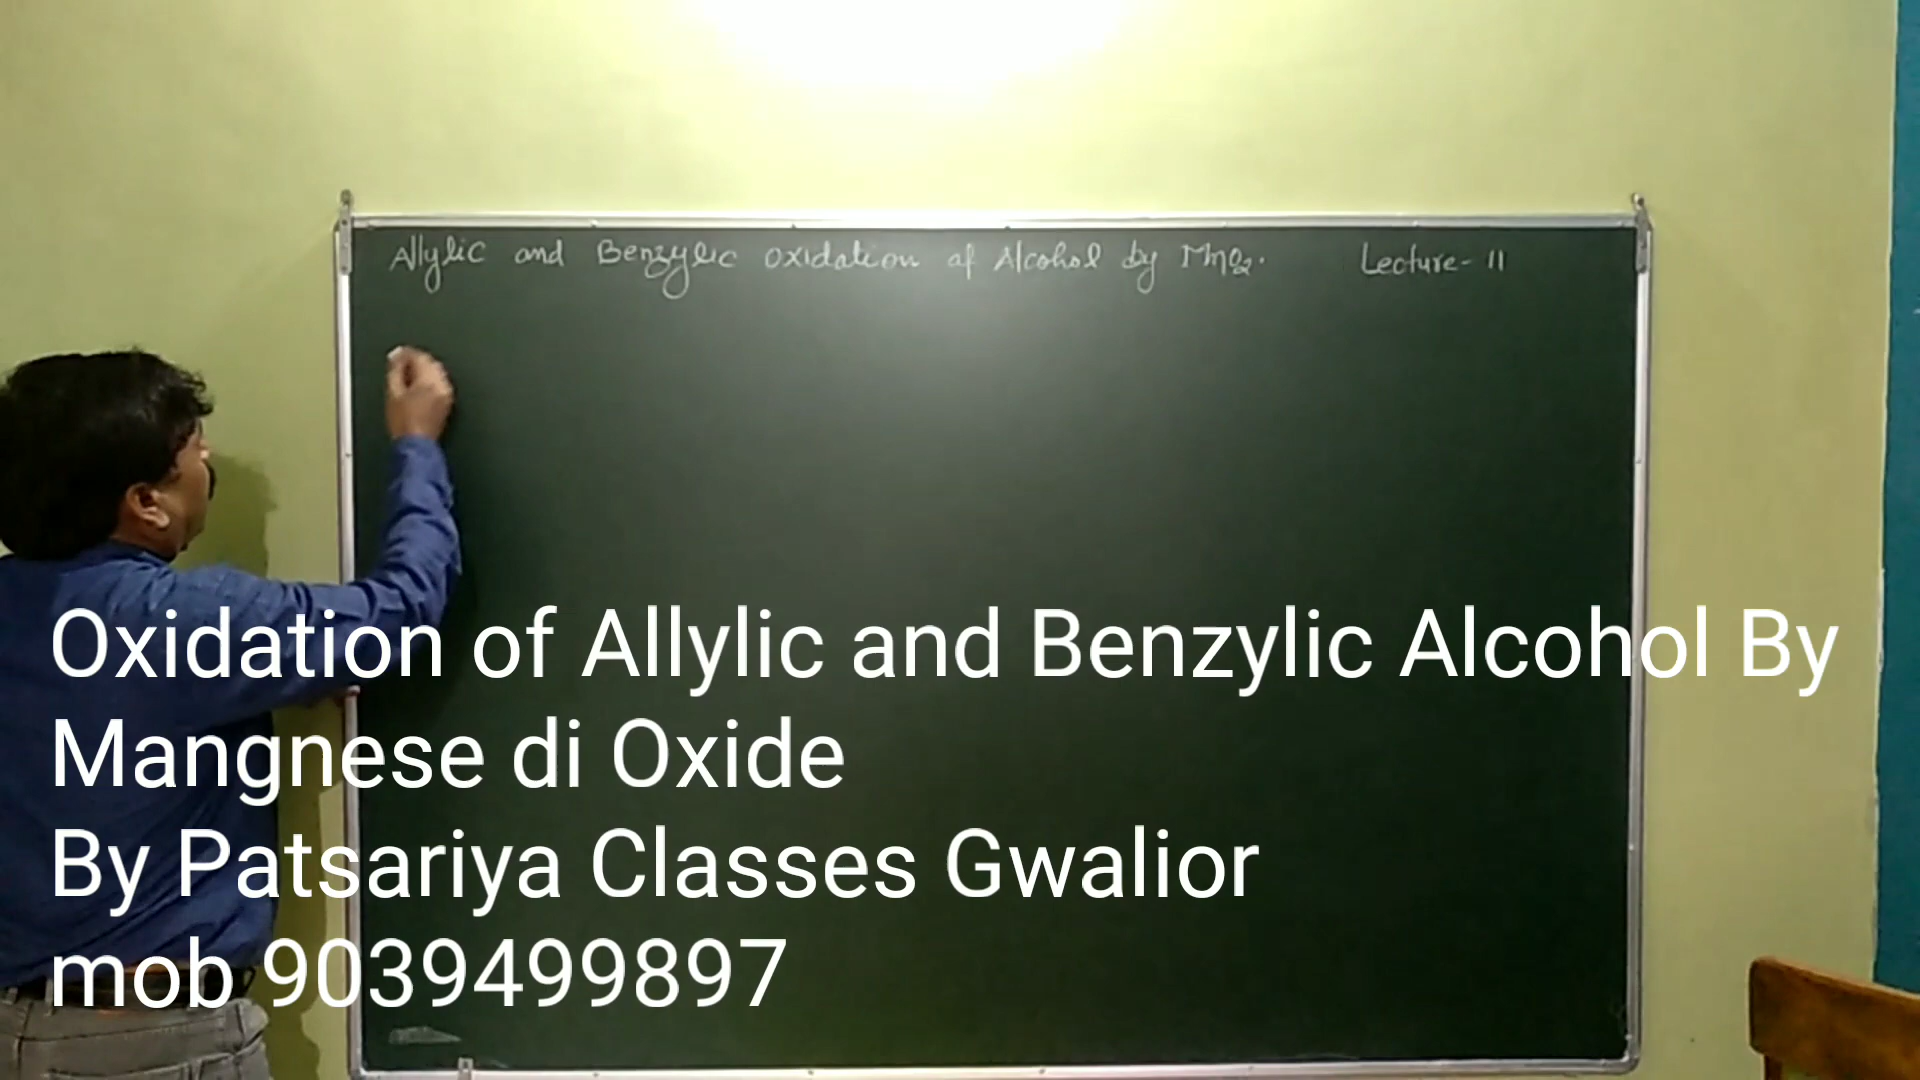 Allylic and Benzylic oxidation of Alcohol by MnO2. Lecture- 11
Oxidation of Allylic and Benzylic Alcohol By
Mangnese di Oxide
By Patsariya Classes Gwalior
mob 9039499897